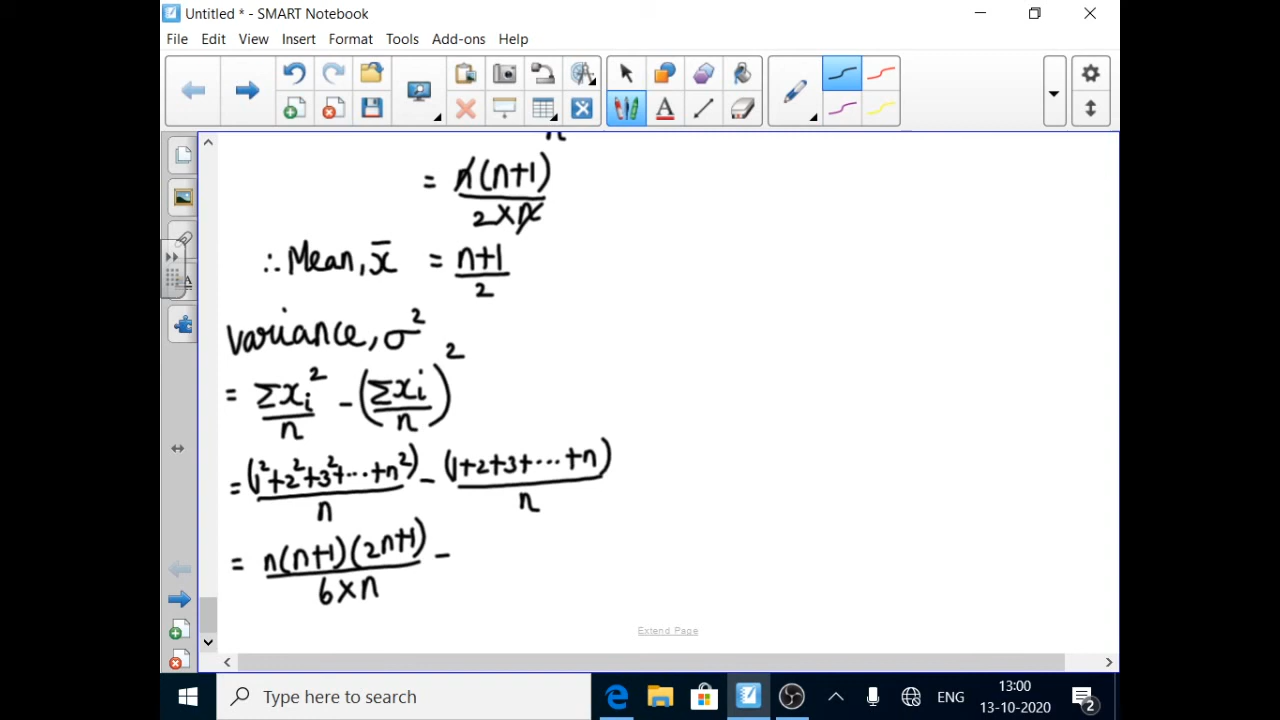 Untitled * - SMART Notebook
File Edit View Insert Format Tools Add-ons Help
n
= n(n+1)
2×n
∴ Mean, x̄ = n+1
2
Variance, σ²
= Σxᵢ² - (Σxi)²
n n
= (1²+2²+3²+...+n²) - (1+2+3+...+n)
n n
= n(n+1)(2n+1) -
6×n
Extend Page
Type here to search
ENG
13:00
13-10-2020
2